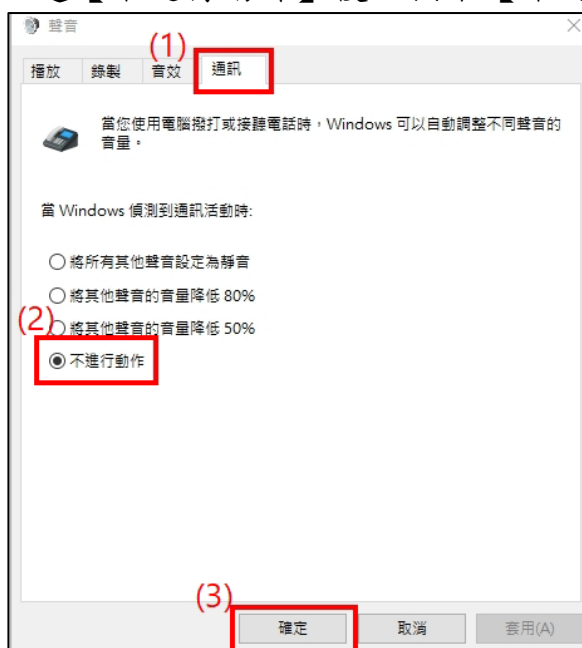 聲音
(1)
播放 錄製 音效 通訊
當您使用電腦撥打或接聽電話時，Windows 可以自動調整不同聲音的
音量。
當 Windows 偵測到通訊活動時:
將所有其他聲音設定為靜音
將其他聲音的音量降低 80%
(2)
將其他聲音的音量降低 50%
不進行動作
(3)
確定 取消 套用(A)